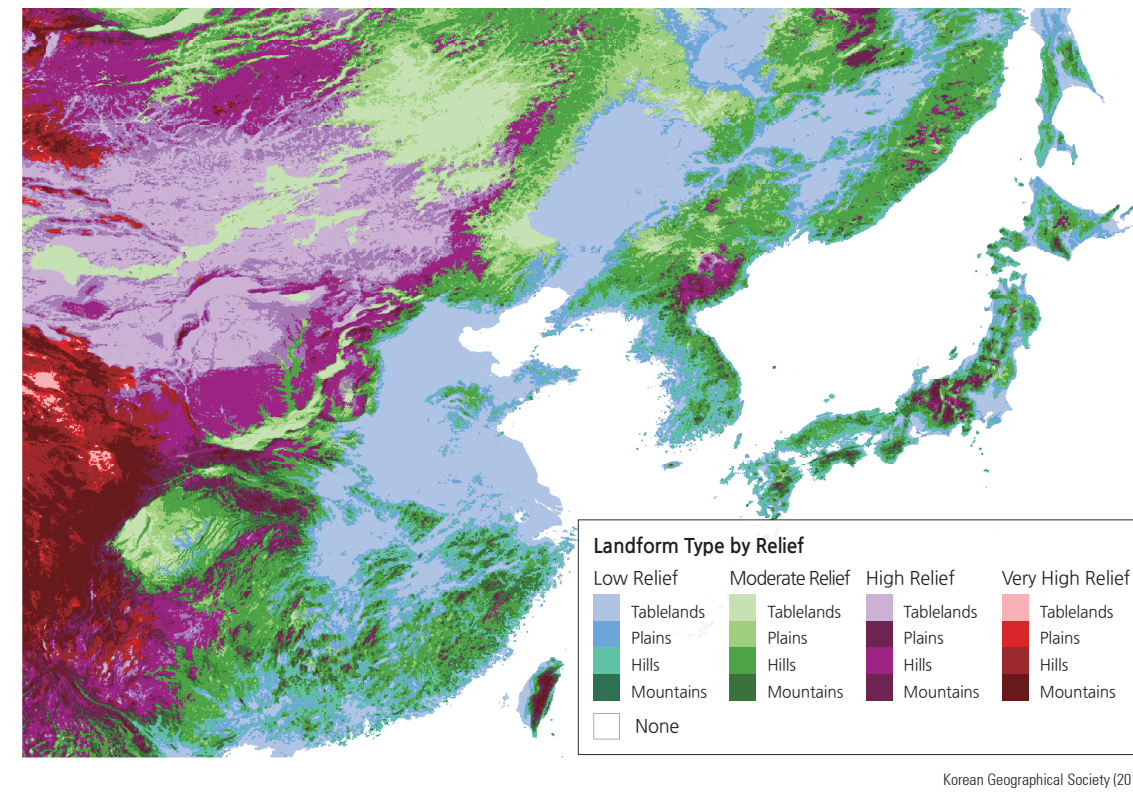 Landform Type by Relief
Low Relief Moderate Relief High Relief Very High Relief
Tablelands Tablelands Tablelands Tablelands
Plains Plains Plains Plains
Hills Hills Hills Hills
Mountains Mountains Mountains Mountains
None
Korean Geographical Society